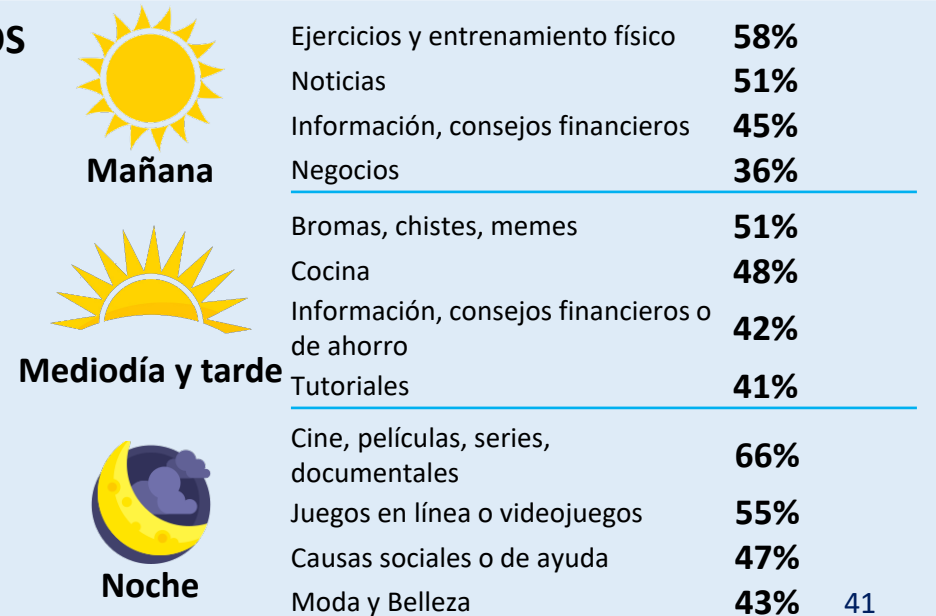 OS
Mañana
Ejercicios y entrenamiento físico 58%
Noticias 51%
Información, consejos financieros 45%
Negocios 36%
Mediodía y tarde
Bromas, chistes, memes 51%
Cocina 48%
Información, consejos financieros o
de ahorro 42%
Tutoriales 41%
Noche
Cine, películas, series,
documentales 66%
Juegos en línea o videojuegos 55%
Causas sociales o de ayuda 47%
Moda y Belleza 43%
41